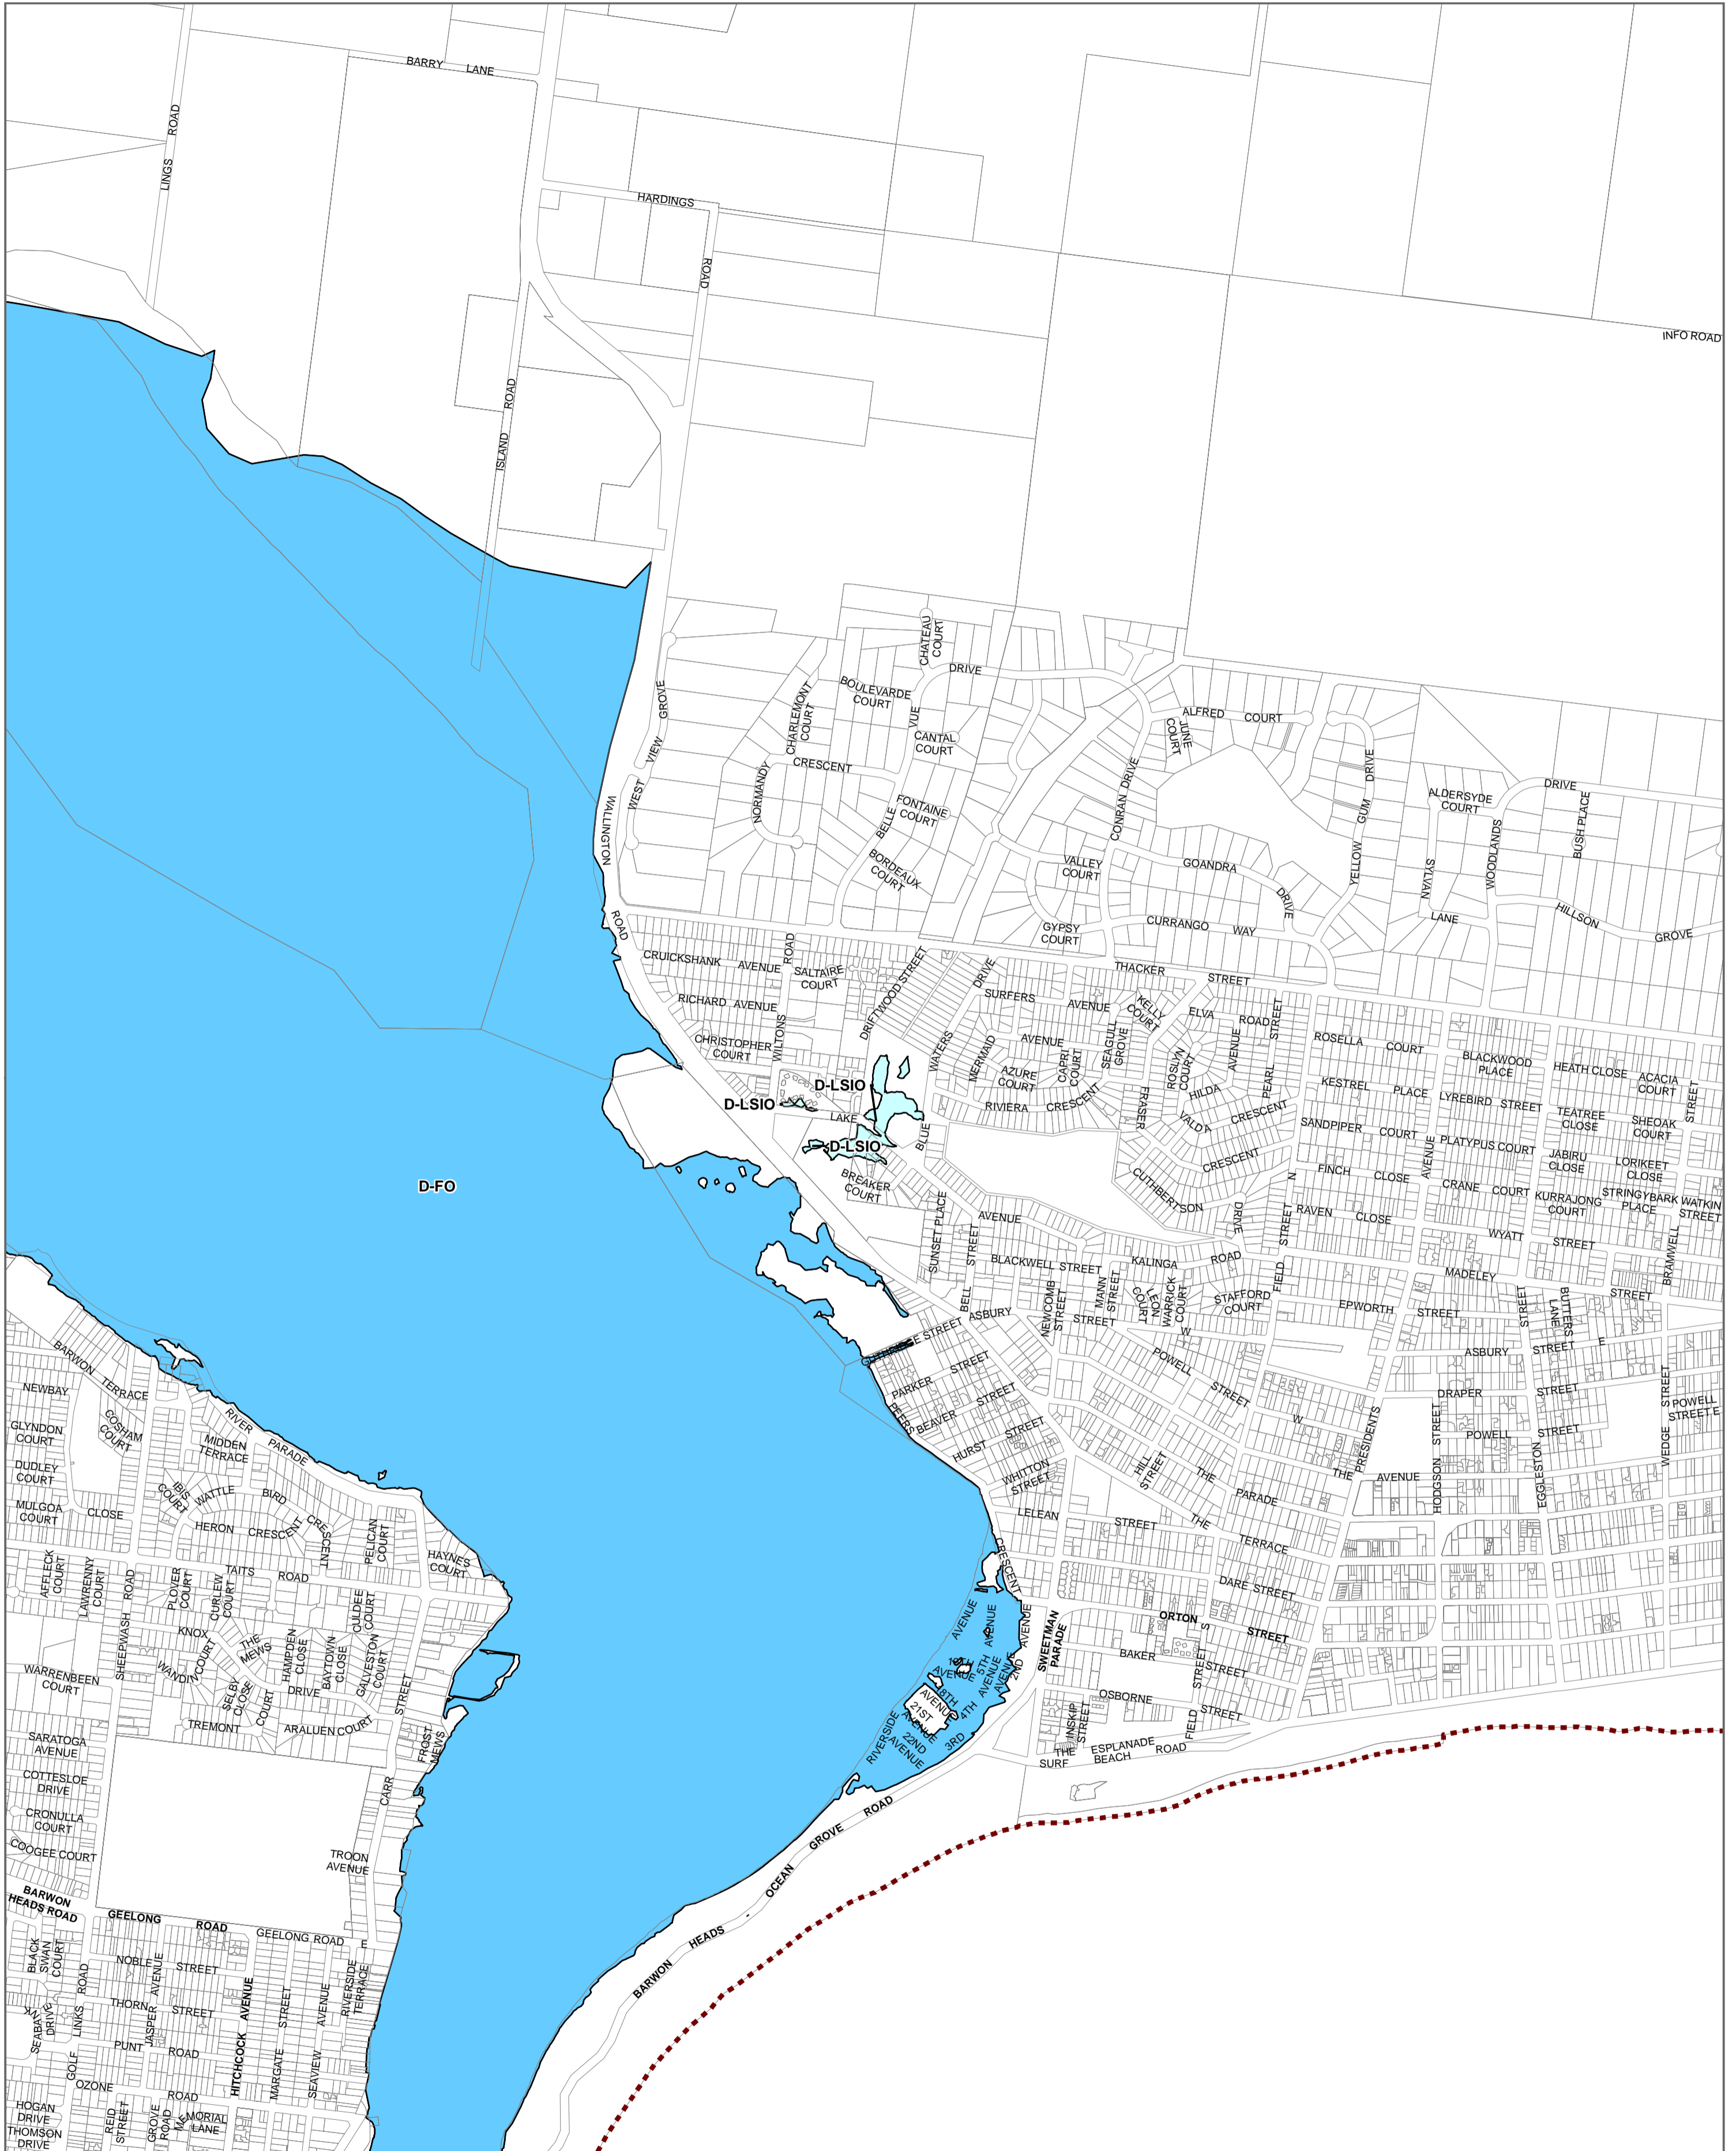 BARRY LANE
LINGS ROAD
HARDINGS
ROAD
INFO ROAD
ISLAND ROAD
CHATEAU
COURT
DRIVE
BOULEVARDE
COURT
CHARLEMONT
COURT
VUE
CANTAL
COURT
WEST VIEW GROVE
CRESCENT
NORMANDY
ALFRED COURT
JUNE
COURT
CONRAN DRIVE
YELLOW GUM DRIVE
ALDERSYDE
COURT
DRIVE
BUSH PLACE
WOODLANDS
SYLVAN
LANE
HILLSON
GROVE
FONTAINE
COURT
BELLE
BORDEAUX
COURT
VALLEY
COURT
GOANDRA
DRIVE
GYPSY
COURT
CURRANGO WAY
WALLINGTON
ROAD
CRUICKSHANK AVENUE
ROAD
SALTAIRE
COURT
RICHARD AVENUE
WILTONS
CHRISTOPHER
COURT
DRIFTWOOD STREET
DRIVE
WATERS
BLUE
THACKER STREET
SURFERS
AVENUE
KELLY
COURT
ELVA
ROAD
MERMAID
AVENUE
AZURE
COURT
CAPRI
COURT
SEAGULL
GROVE
ROSLYN
COURT
AVENUE
PEARL STREET
HILDA
RIVIERA CRESCENT
FRASER
VALDA
CRESCENT
CRESCENT
CUTHBERTSON
DRIVE
ROSELLA COURT
BLACKWOOD
PLACE
HEATH CLOSE
ACACIA
COURT
STREET
KESTREL PLACE
LYREBIRD STREET
TEATREE
CLOSE
SHEOAK
COURT
SANDPIPER COURT
AVENUE
PLATYPUS COURT
JABIRU
CLOSE
LORIKEET
CLOSE
FINCH CLOSE
CRANE COURT
KURRAJONG
COURT
STRINGYBARK
PLACE
WATKIN
STREET
RAVEN CLOSE
WYATT STREET
BRAMWELL
D-LSIO
D-LSIO
LAKE
D-LSIO
BREAKER
COURT
D-FO
SUNSET PLACE
AVENUE
BELL STREET
BLACKWELL STREET
KALINGA ROAD
FIELD STREET N
MADELEY
STREET
NEWCOMB
STREET
MANN
STREET
LEON
COURT
WARRICK
COURT
STAFFORD
COURT
EPWORTH STREET
STREET
BUTTERS
LANE
ASBURY
STREET W
STREET
POWELL
STREET
W
ASBURY STREET E
DRAPER STREET
POWELL STREET
POWELL
STREET E
WEDGE STREET
HODGSON STREET
EGGLESTON
PRESIDENTS
THE AVENUE
PARKER STREET
PEERS
BEAVER STREET
HURST STREET
WHITTON
STREET
HILL
STREET
THE
PARADE
THE
TERRACE
LELEAN STREET
CRESCENT
DARE STREET
ORTON
STREET
SWEETMAN
PARADE
BAKER
STREET
OSBORNE
STREET
FIELD STREET S
INSKIP
STREET
THE ESPLANADE
SURF BEACH ROAD
AVENUE
AVENUE
2ND AVENUE
5TH
AVENUE
AVENUE
4TH
3RD
AVENUE
18TH
AVENUE
21ST
AVENUE
22ND
AVENUE
RIVERSIDE
BARWON HEADS - OCEAN GROVE ROAD
BARWON
TERRACE
NEWBAY
COSHAM
COURT
GLYNDON
COURT
DUDLEY
COURT
MULGOA
COURT
CLOSE
RIVER PARADE
MIDDEN
TERRACE
IBIS
COURT
WATTLE BIRD
CRESCENT
HERON CRESCENT
PELICAN
COURT
HAYNES
COURT
TAITS ROAD
AFFLECK
COURT
LAWRENNY
COURT
SHEEPWASH ROAD
PLOVER
COURT
CURLEW
COURT
CULDEE
COURT
KNOX
COURT
THE
MEWS
HAMPDEN
CLOSE
BAYTOWN
CLOSE
GALVESTON
COURT
STREET
WANDIN
SELBY
CLOSE
COURT
DRIVE
WARRENBEEN
COURT
TREMONT
ARALUEN COURT
FROST
MEWS
SARATOGA
AVENUE
COTTESLOE
DRIVE
CRONULLA
COURT
COOGEE COURT
CARR
TROON
AVENUE
BARWON
HEADS ROAD
GEELONG ROAD
GEELONG ROAD E
BLACK
SWAN
COURT
NOBLE STREET
THORN STREET
JASPER AVENUE
HITCHCOCK AVENUE
MARGATE STREET
SEAVIEW AVENUE
RIVERSIDE
TERRACE
DRIVE
GOLF LINKS ROAD
PUNT ROAD
OZONE ROAD
HOGAN
DRIVE
THOMSON
DRIVE
REID
STREET
GROVE
ROAD
MEMORIAL
LANE